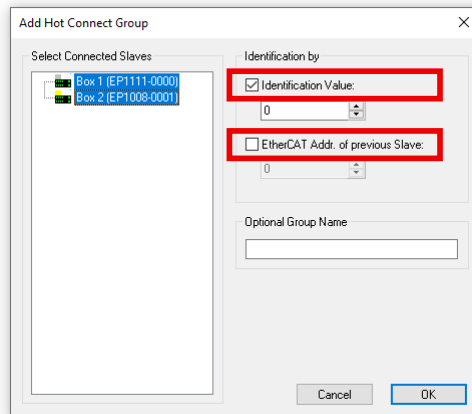 Add Hot Connect Group
Select Connected Slaves
Box 1 (EP1111-0000)
Box 2 (EP1008-0001)
Identification by
Identification Value:
0
EtherCAT Addr. of previous Slave:
0
Optional Group Name
Cancel
OK